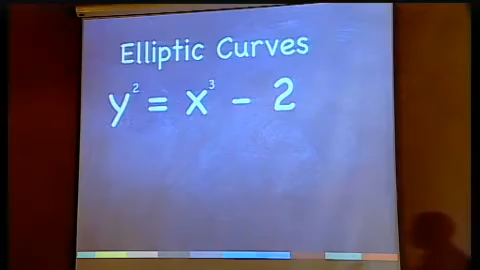 Elliptic Curves
y² = x³ - 2